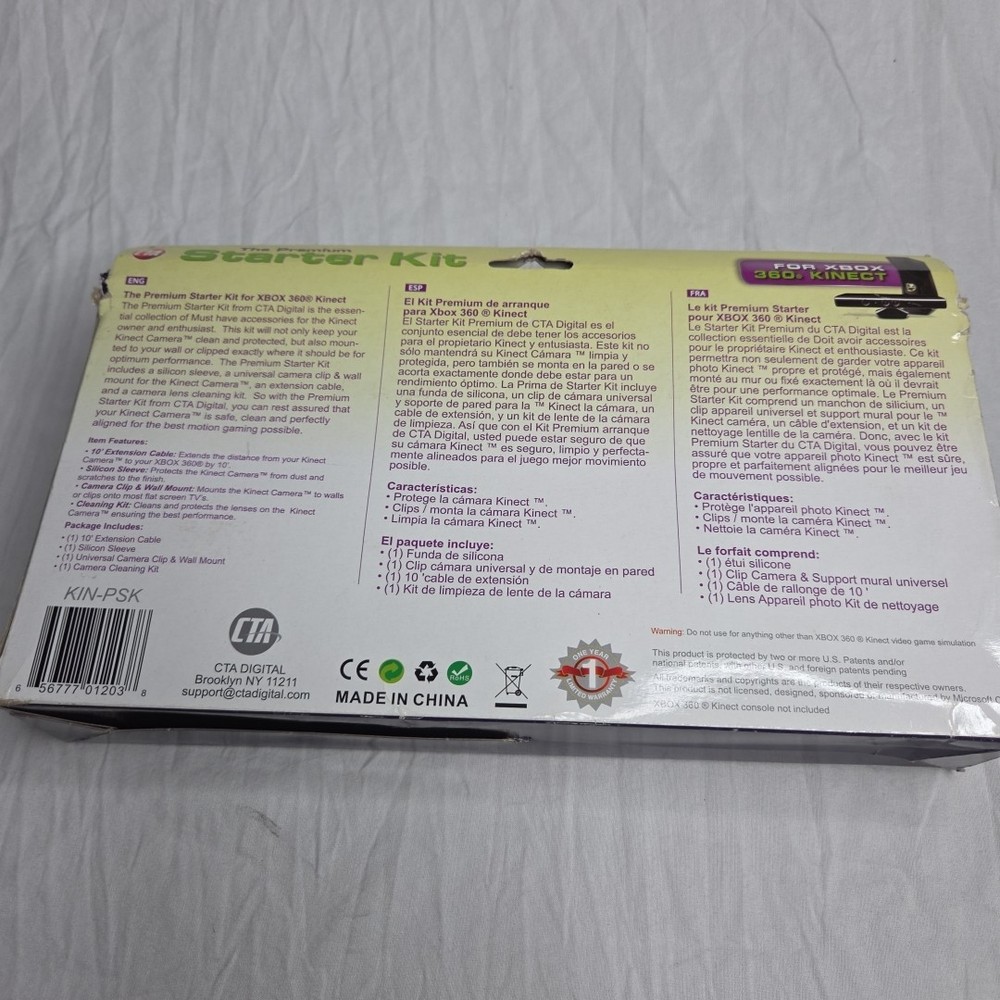 The Premium
Starter Kit
FOR XBOX
360® KINECT
ENG
The Premium Starter Kit for XBOX 360® Kinect
The Premium Starter Kit from CTA Digital is the essen-
tial collection of Must have accessories for the Kinect
owner and enthusiast. This kit will not only keep your
Kinect Camera™ clean and protected, but also moun-
ted to your wall or clipped exactly where it should be for
optimum performance. The Premium Starter Kit
includes a silicon sleeve, a universal camera clip & wall
mount for the Kinect Camera™, an extension cable,
and a camera lens cleaning kit. So with the Premium
Starter Kit from CTA Digital, you can rest assured that
your Kinect Camera™ is safe, clean and perfectly
aligned for the best motion gaming possible.
Item Features:
• 10' Extension Cable: Extends the distance from your Kinect
Camera™ to your XBOX 360® by 10'.
• Silicon Sleeve: Protects the Kinect Camera™ from dust and
scratches to the finish.
• Camera Clip & Wall Mount: Mounts the Kinect Camera™ to walls
or clips onto most flat screen TV's.
• Cleaning Kit: Cleans and protects the lenses on the Kinect
Camera™ ensuring the best performance.
Package Includes:
• (1) 10' Extension Cable
• (1) Silicon Sleeve
• (1) Universal Camera Clip & Wall Mount
• (1) Camera Cleaning Kit
ESP
El Kit Premium de arranque
para Xbox 360 ® Kinect
El Starter Kit Premium de CTA Digital es el
conjunto esencial de debe tener los accesorios
para el propietario Kinect y entusiasta. Este kit no
sólo mantendrá su Kinect Cámara ™ limpia y
protegida, pero también se monta en la pared o se
acorta exactamente donde debe estar para un
rendimiento óptimo. La Prima de Starter Kit incluye
una funda de silicona, un clip de cámara universal
y soporte de pared para la ™ Kinect la cámara, un
cable de extensión, y un kit de lente de la cámara
de limpieza. Así que con el Kit Premium arranque
de CTA Digital, usted puede estar seguro de que
su cámara Kinect ™ es seguro, limpio y perfecta-
mente alineados para el juego mejor movimiento
posible.
Características:
• Protege la cámara Kinect ™.
• Clips / monta la cámara Kinect ™.
• Limpia la cámara Kinect ™.
El paquete incluye:
• (1) Funda de silicona
• (1) Clip cámara universal y de montaje en pared
• (1) 10 'cable de extensión
• (1) Kit de limpieza de lente de la cámara
FRA
Le kit Premium Starter
pour XBOX 360 ® Kinect
Le Starter Kit Premium du CTA Digital est la
collection essentielle de Doit avoir accessoires
pour le propriétaire Kinect et enthousiaste. Ce kit
permettra non seulement de garder votre appareil
photo Kinect ™ propre et protégé, mais également
monté au mur ou fixé exactement là où il devrait
être pour une performance optimale. Le Premium
Starter Kit comprend un manchon de silicium, un
clip appareil universel et support mural pour le ™
Kinect caméra, un câble d'extension, et un kit de
nettoyage lentille de la caméra. Donc, avec le kit
Premium Starter du CTA Digital, vous pouvez être
assuré que votre appareil photo Kinect ™ est sûre,
propre et parfaitement alignées pour le meilleur jeu
de mouvement possible.
Caractéristiques:
• Protège l'appareil photo Kinect ™.
• Clips / monte la caméra Kinect ™.
• Nettoie la caméra Kinect ™.
Le forfait comprend:
• (1) étui silicone
• (1) Clip Camera & Support mural universel
• (1) Câble de rallonge de 10 '
• (1) Lens Appareil photo Kit de nettoyage
KIN-PSK
6 56777 01203 8
CTA
CTA DIGITAL
Brooklyn NY 11211
support@ctadigital.com
CE
RoHS
MADE IN CHINA
ONE YEAR
1
LIMITED WARRANTY
Warning: Do not use for anything other than XBOX 360 ® Kinect video game simulation
This product is protected by two or more U.S. Patents and/or
national patents, with other U.S. and foreign patents pending
All trademarks and copyrights are the products of their respective owners.
This product is not licensed, designed, sponsored by Microsoft C
XBOX 360 ® Kinect console not included